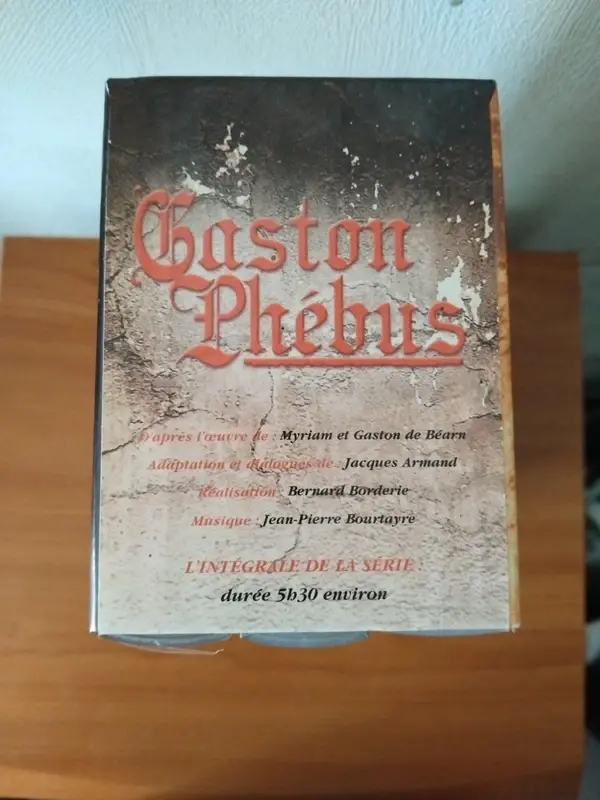 Gaston
Phébus
D'après l'œuvre de : Myriam et Gaston de Béarn
Adaptation et dialogues de : Jacques Armand
Réalisation : Bernard Borderie
Musique : Jean-Pierre Bourtayre
L'INTÉGRALE DE LA SÉRIE :
durée 5h30 environ